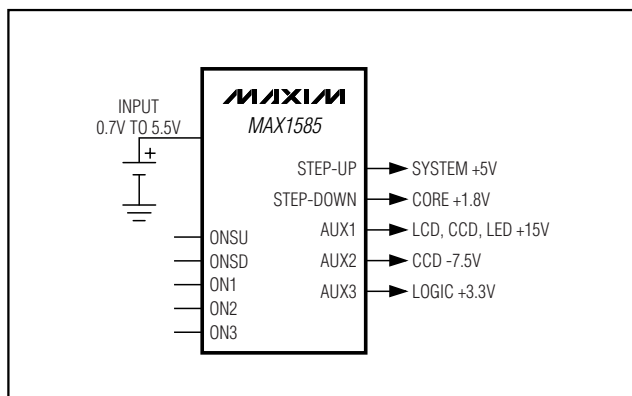 MAXIM
MAX1585
INPUT
0.7V TO 5.5V
+
STEP-UP
SYSTEM +5V
STEP-DOWN
CORE +1.8V
AUX1
LCD, CCD, LED +15V
AUX2
CCD -7.5V
AUX3
LOGIC +3.3V
ONSU
ONSD
ON1
ON2
ON3